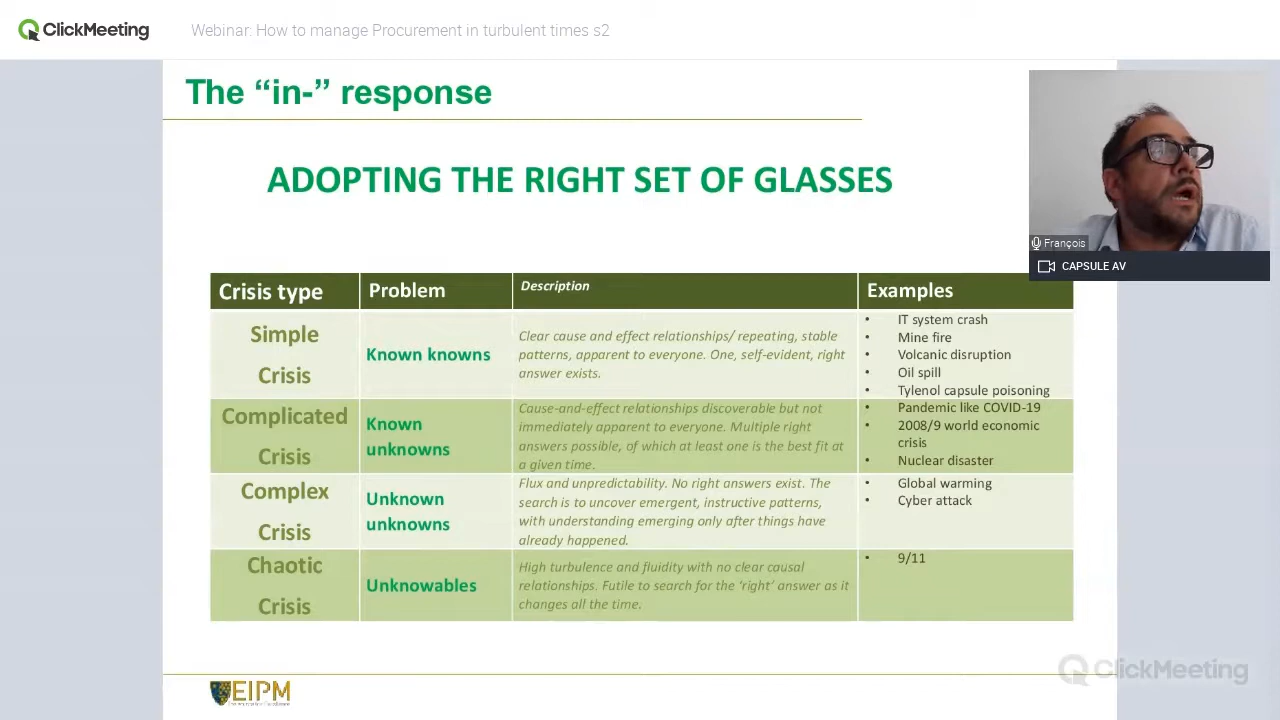 ClickMeeting
Webinar: How to manage Procurement in turbulent times s2
The “in-” response
ADOPTING THE RIGHT SET OF GLASSES
François
CAPSULE AV
Crisis type
Problem
Description
Examples
Simple
Crisis
Known knowns
Clear cause and effect relationships/ repeating, stable
patterns, apparent to everyone. One, self-evident, right
answer exists.
• IT system crash
• Mine fire
• Volcanic disruption
• Oil spill
• Tylenol capsule poisoning
Complicated
Crisis
Known
unknowns
Cause-and-effect relationships discoverable but not
immediately apparent to everyone. Multiple right
answers possible, of which at least one is the best fit at
a given time.
• Pandemic like COVID-19
• 2008/9 world economic
crisis
• Nuclear disaster
Complex
Crisis
Unknown
unknowns
Flux and unpredictability. No right answers exist. The
search is to uncover emergent, instructive patterns,
with understanding emerging only after things have
already happened.
• Global warming
• Cyber attack
Chaotic
Crisis
Unknowables
High turbulence and fluidity with no clear causal
relationships. Futile to search for the ‘right’ answer as it
changes all the time.
• 9/11
EIPM
ClickMeeting